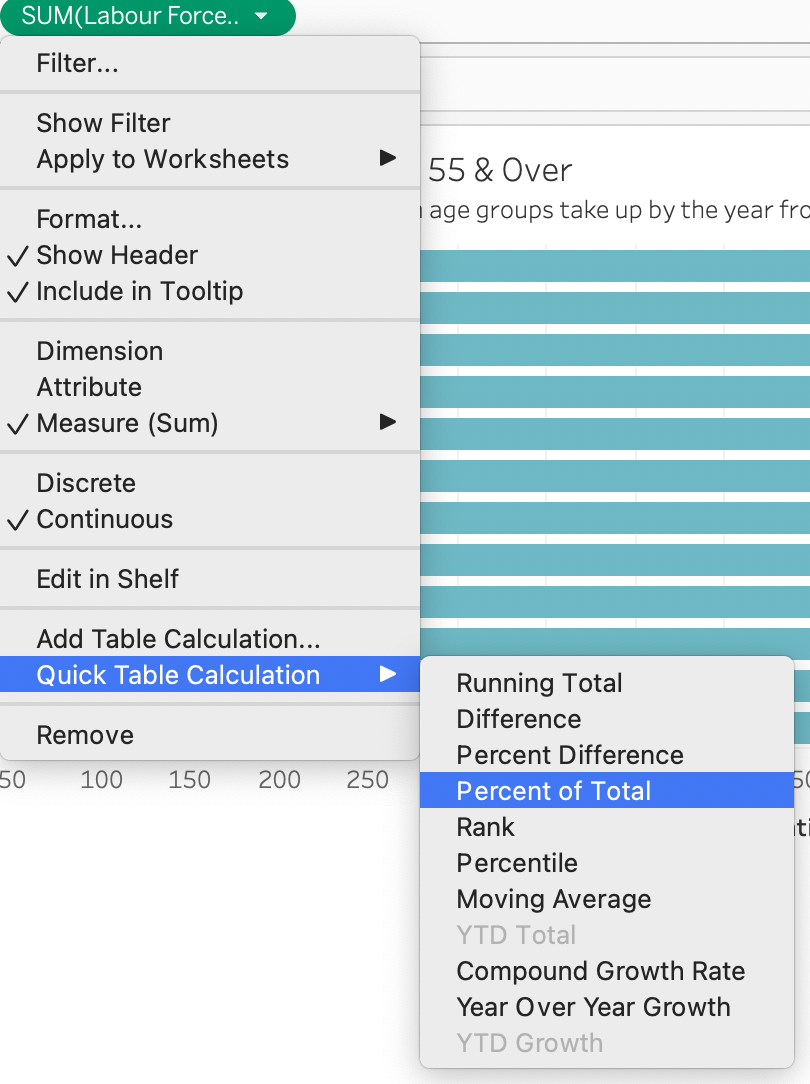 SUM(Labour Force..
Filter...
Show Filter
Apply to Worksheets
Format...
Show Header
Include in Tooltip
Dimension
Attribute
Measure (Sum)
Discrete
Continuous
Edit in Shelf
Add Table Calculation...
Quick Table Calculation
Remove
55 & Over
age groups take up by the year
50 100 150 200 250
Running Total
Difference
Percent Difference
Percent of Total
Rank
Percentile
Moving Average
YTD Total
Compound Growth Rate
Year Over Year Growth
YTD Growth